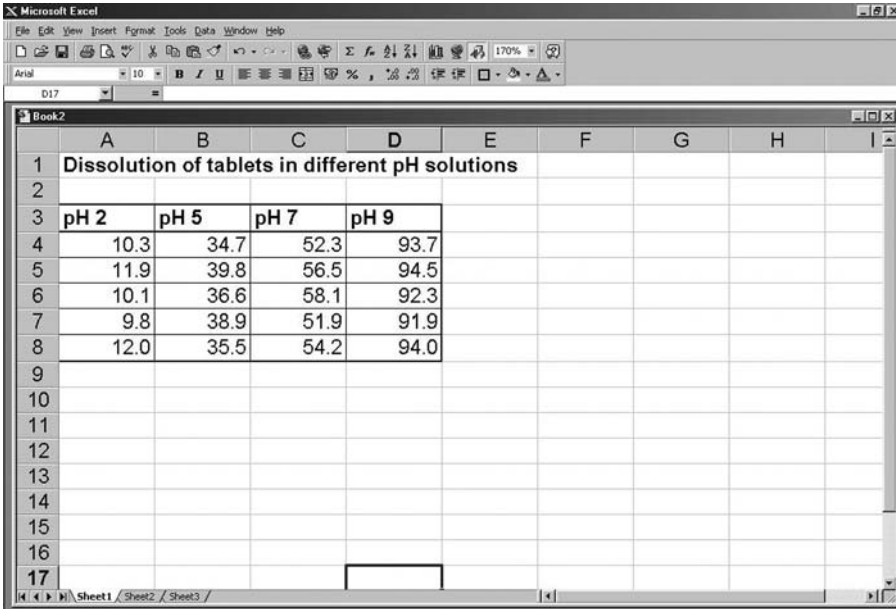 Microsoft Excel
File Edit View Insert Format Tools Data Window Help
Σ fx 170%
Arial 10 B I U % ,
D17 =
Book2
A B C D E F G H I
1 Dissolution of tablets in different pH solutions
2
3 pH 2 pH 5 pH 7 pH 9
4 10.3 34.7 52.3 93.7
5 11.9 39.8 56.5 94.5
6 10.1 36.6 58.1 92.3
7 9.8 38.9 51.9 91.9
8 12.0 35.5 54.2 94.0
9
10
11
12
13
14
15
16
17
Sheet1 / Sheet2 / Sheet3 /